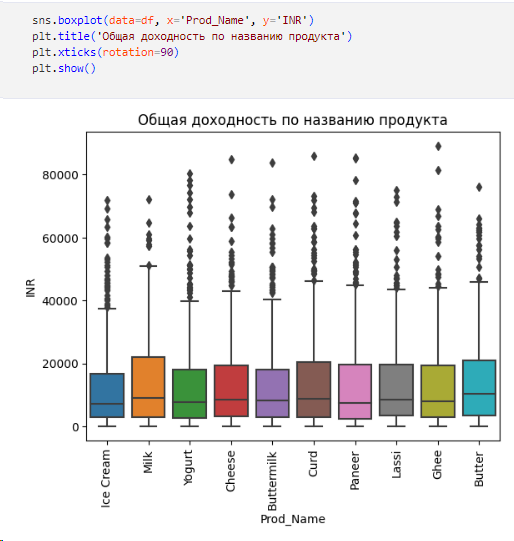 sns.boxplot(data=df, x='Prod_Name', y='INR')
plt.title('Общая доходность по названию продукта')
plt.xticks(rotation=90)
plt.show()
Общая доходность по названию продукта
80000
60000
40000
20000
0
INR
Ice Cream
Milk
Yogurt
Cheese
Buttermilk
Curd
Paneer
Lassi
Ghee
Butter
Prod_Name